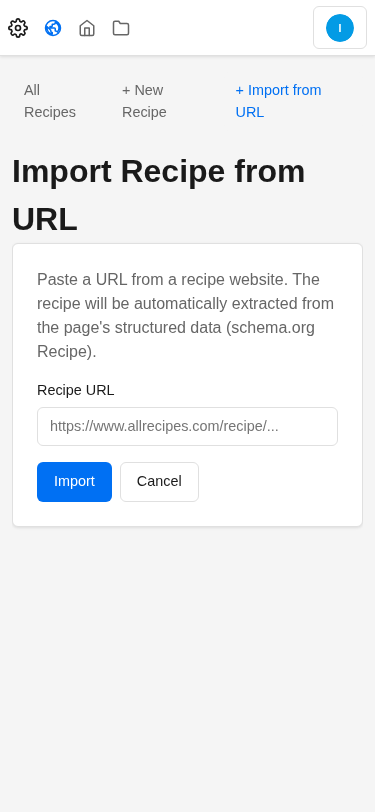 I
All
Recipes
+ New
Recipe
+ Import from
URL
Import Recipe from
URL
Paste a URL from a recipe website. The
recipe will be automatically extracted from
the page's structured data (schema.org
Recipe).
Recipe URL
https://www.allrecipes.com/recipe/...
Import
Cancel